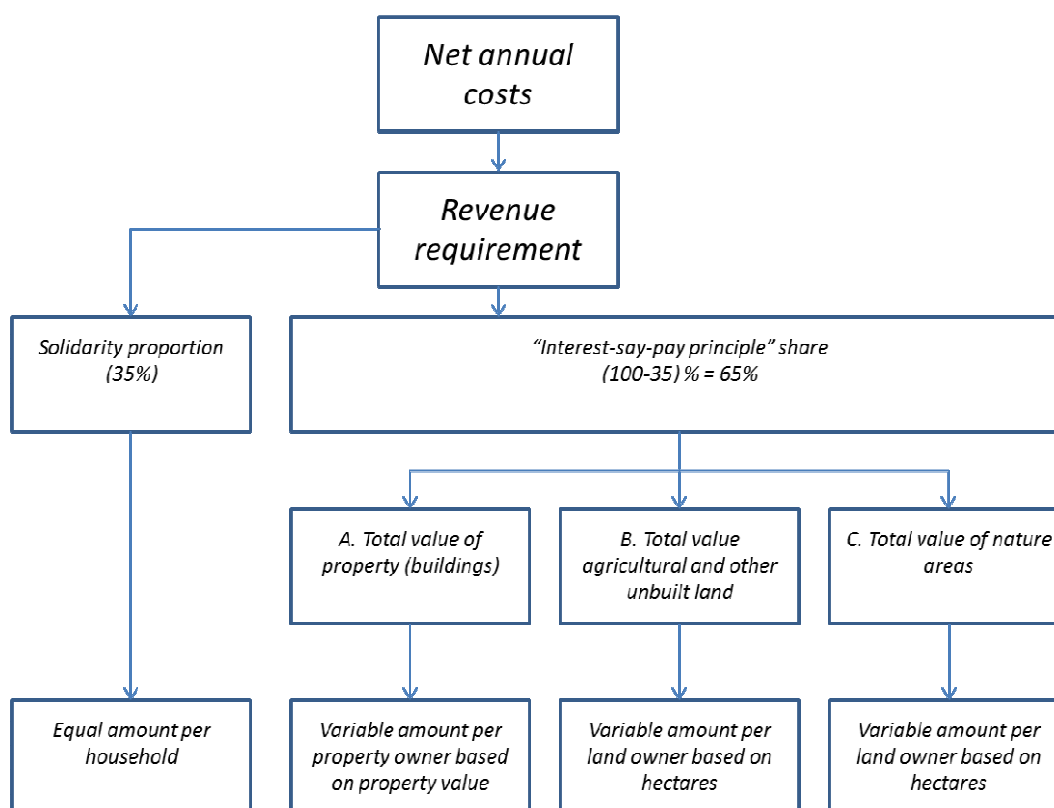 Net annual
costs
Revenue
requirement
Solidarity proportion
(35%)
“Interest-say-pay principle” share
(100-35) % = 65%
A. Total value of
property (buildings)
B. Total value
agricultural and other
unbuilt land
C. Total value of nature
areas
Equal amount per
household
Variable amount per
property owner based
on property value
Variable amount per
land owner based on
hectares
Variable amount per
land owner based on
hectares